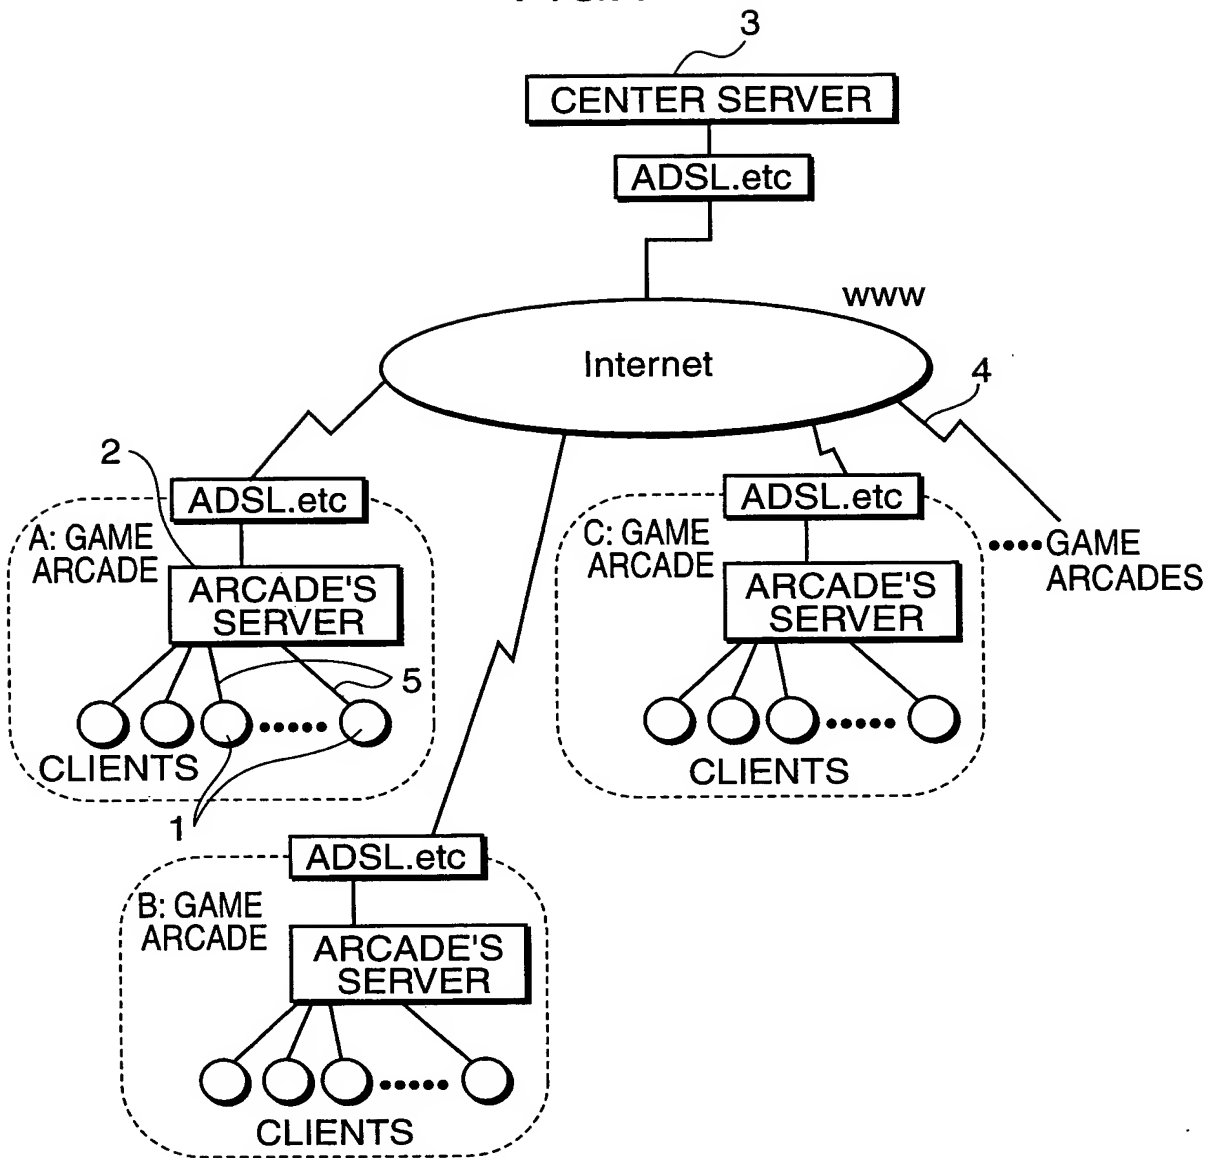 3
CENTER SERVER
ADSL.etc
www
Internet
4
2
ADSL.etc
A: GAME
ARCADE
ARCADE'S
SERVER
5
CLIENTS
1
ADSL.etc
C: GAME
ARCADE
ARCADE'S
SERVER
CLIENTS
••••GAME
ARCADES
ADSL.etc
B: GAME
ARCADE
ARCADE'S
SERVER
CLIENTS